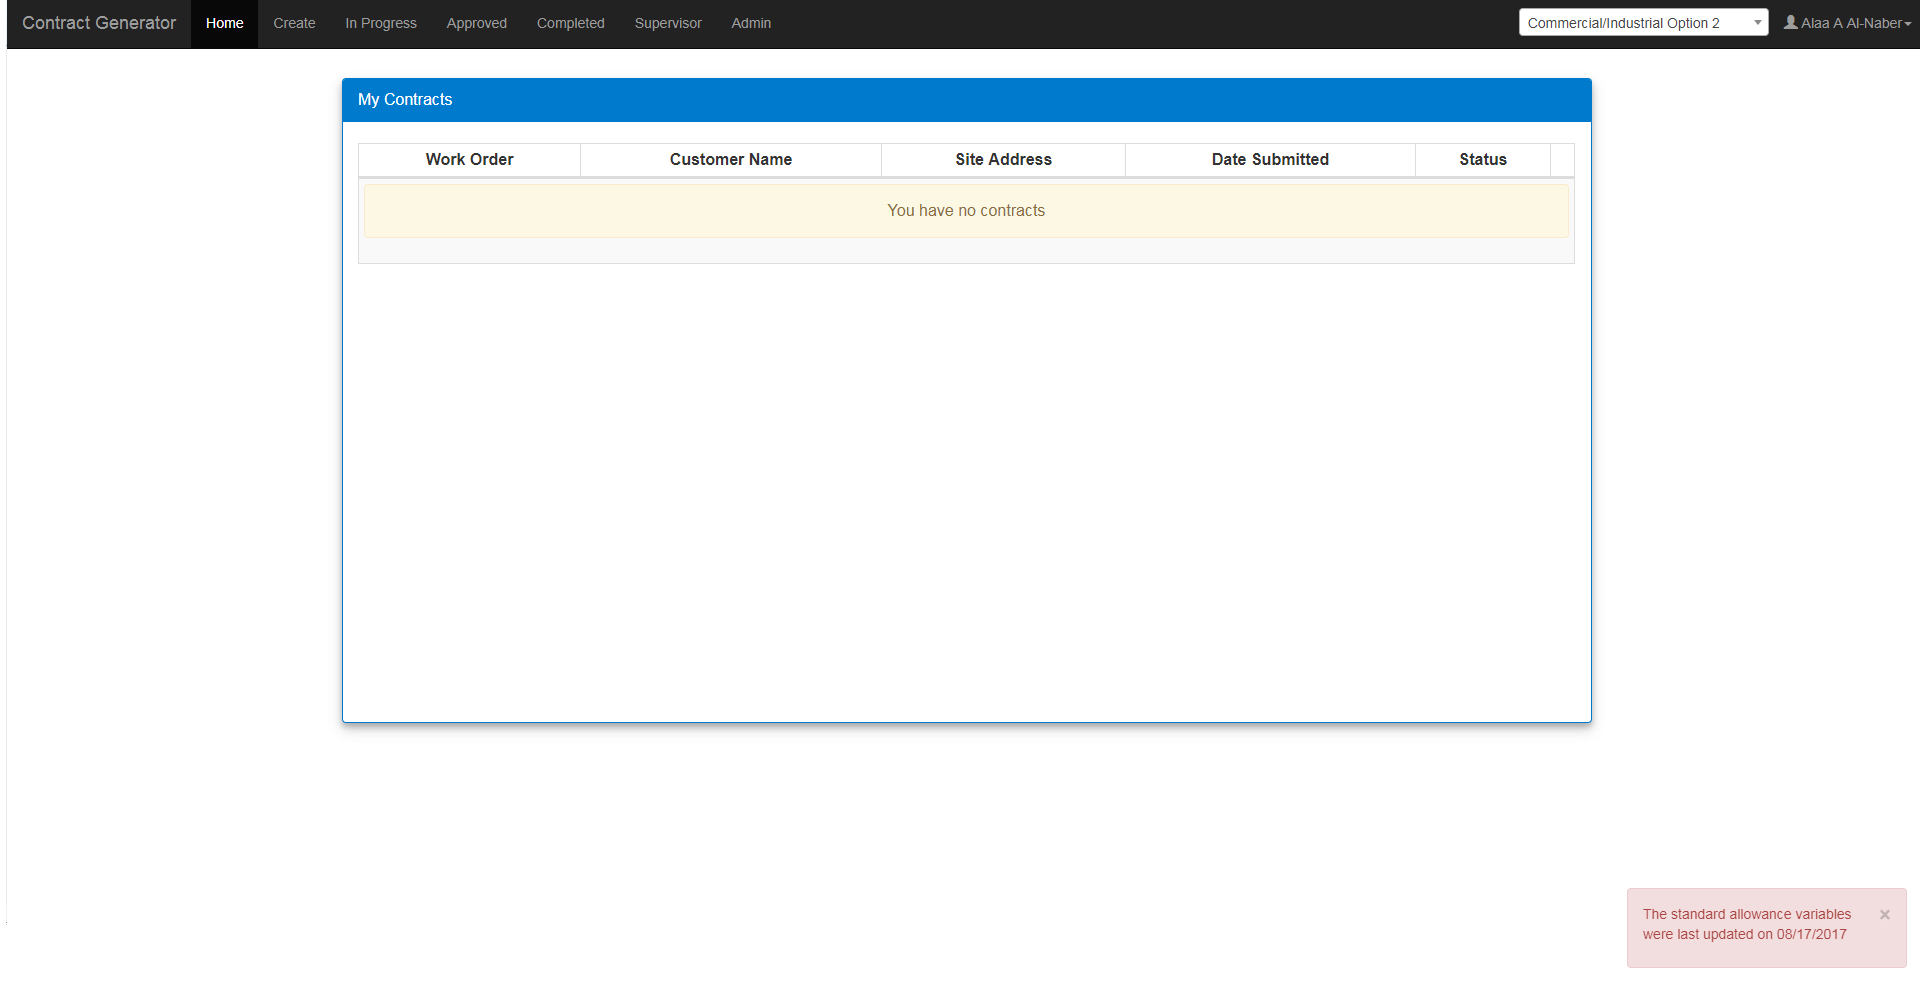 Contract Generator Home Create In Progress Approved Completed Supervisor Admin Commercial/Industrial Option 2 Alaa A Al-Naber
My Contracts
Work Order Customer Name Site Address Date Submitted Status
You have no contracts
The standard allowance variables ×
were last updated on 08/17/2017